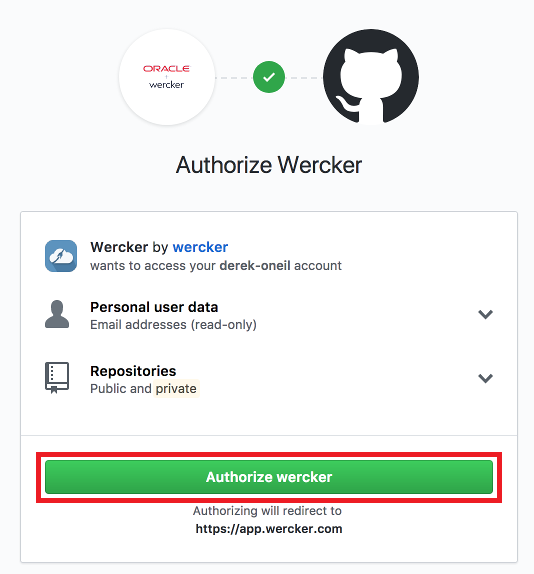 ORACLE
wercker
Authorize Wercker
Wercker by wercker
wants to access your derek-oneil account
Personal user data
Email addresses (read-only)
Repositories
Public and private
Authorize wercker
Authorizing will redirect to
https://app.wercker.com